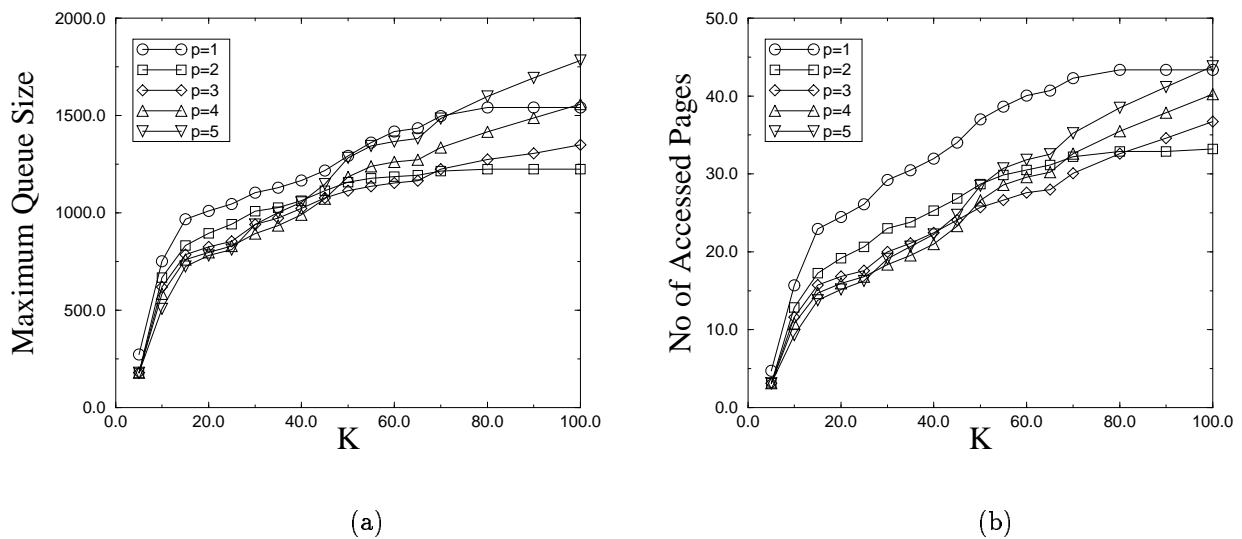 2000.0
1500.0
1000.0
500.0
0.0
Maximum Queue Size
p=1
p=2
p=3
p=4
p=5
0.0 20.0 40.0 60.0 80.0 100.0
K
(a)
50.0
40.0
30.0
20.0
10.0
0.0
No of Accessed Pages
p=1
p=2
p=3
p=4
p=5
0.0 20.0 40.0 60.0 80.0 100.0
K
(b)